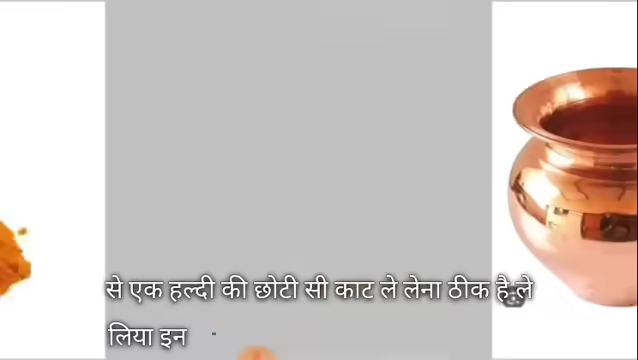 से एक हल्दी की छोटी सी काट ले लेना ठीक है ले
लिया इन